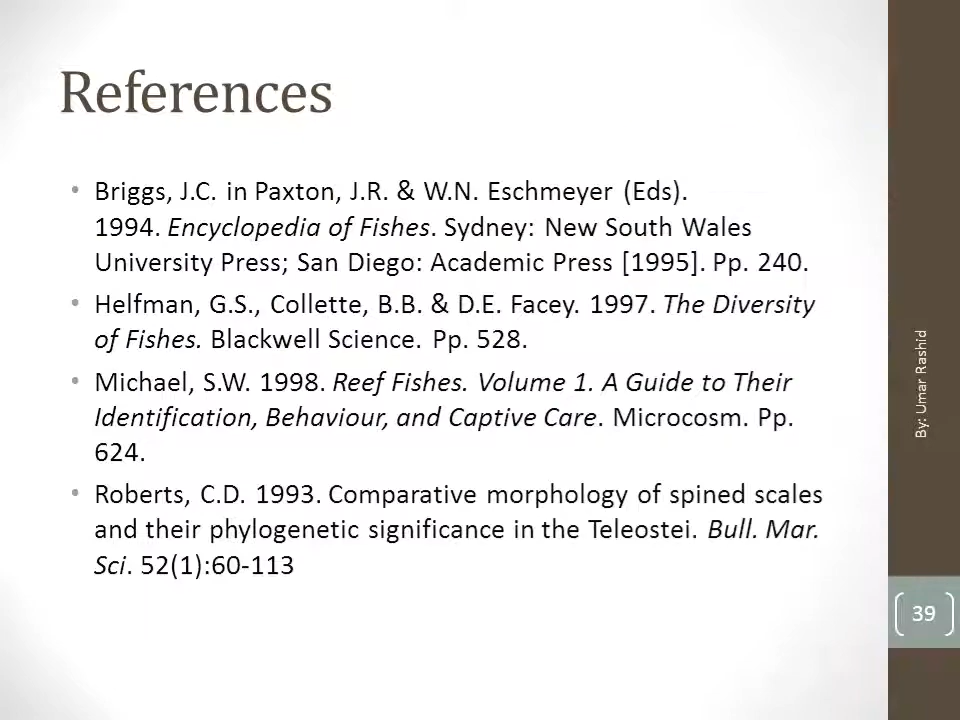 References
• Briggs, J.C. in Paxton, J.R. & W.N. Eschmeyer (Eds).
1994. Encyclopedia of Fishes. Sydney: New South Wales
University Press; San Diego: Academic Press [1995]. Pp. 240.
• Helfman, G.S., Collette, B.B. & D.E. Facey. 1997. The Diversity
of Fishes. Blackwell Science. Pp. 528.
• Michael, S.W. 1998. Reef Fishes. Volume 1. A Guide to Their
Identification, Behaviour, and Captive Care. Microcosm. Pp.
624.
• Roberts, C.D. 1993. Comparative morphology of spined scales
and their phylogenetic significance in the Teleostei. Bull. Mar.
Sci. 52(1):60-113
By: Umar Rashid
39